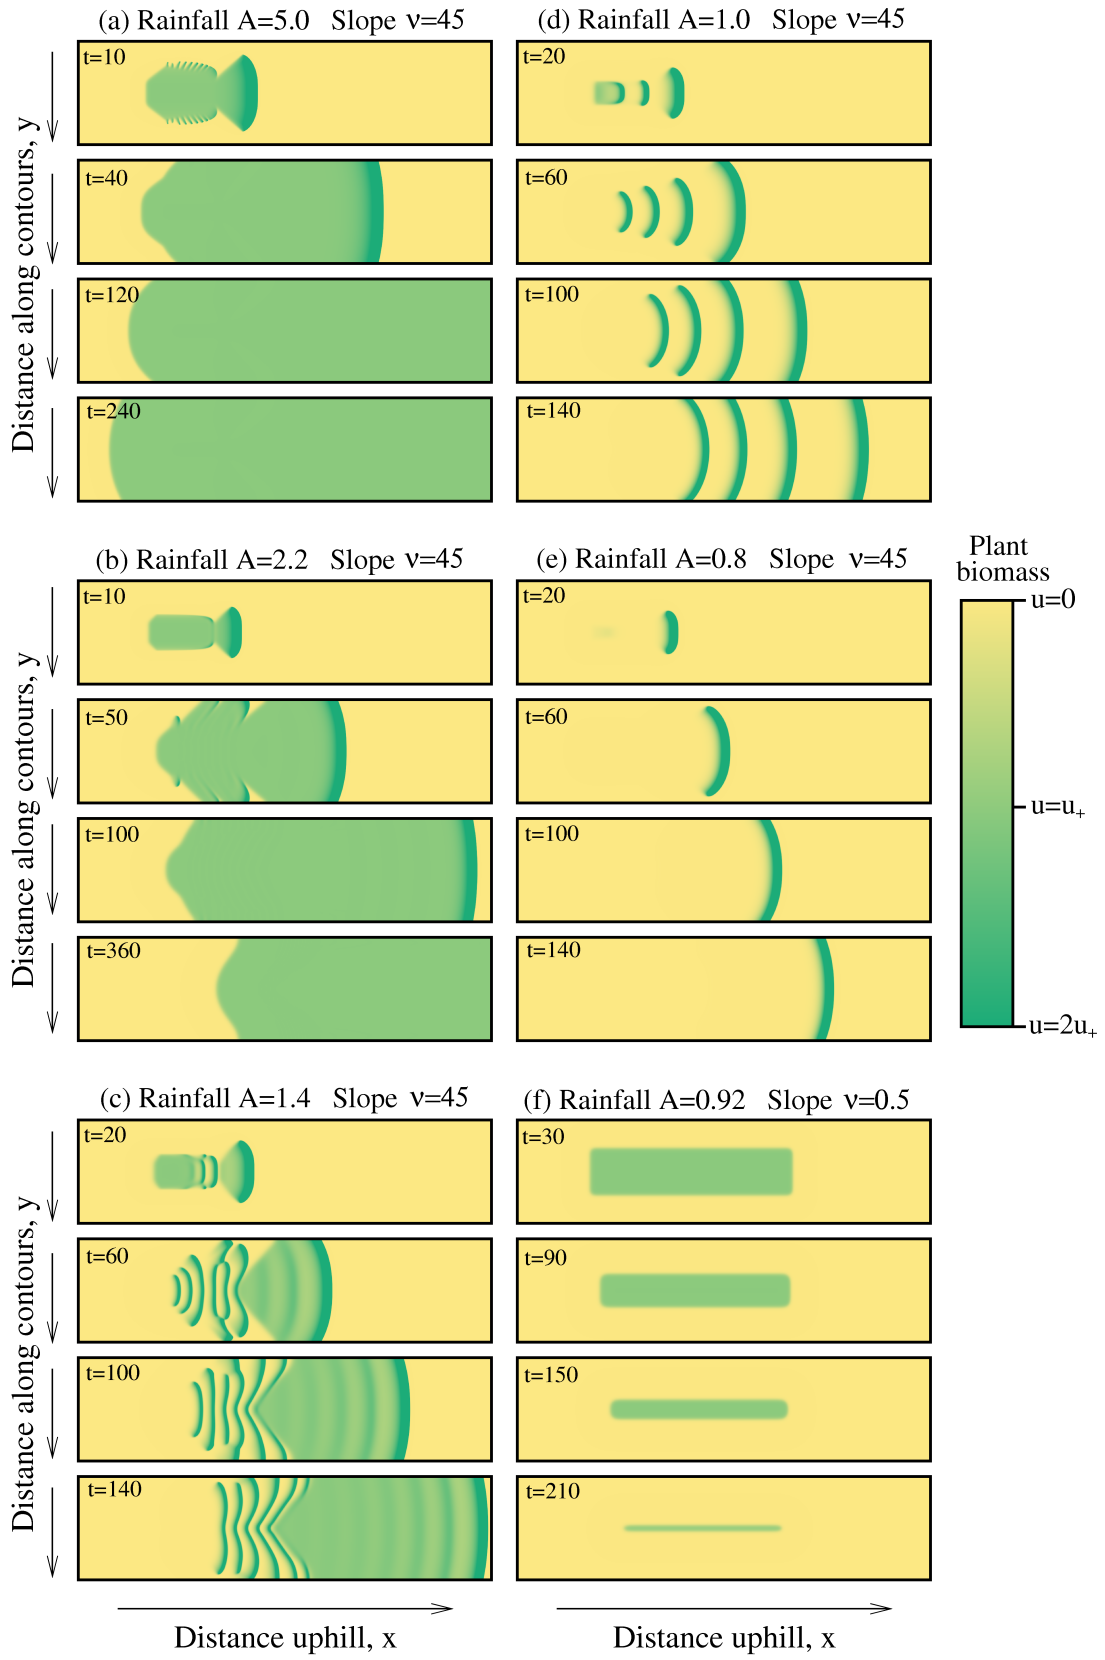 (a) Rainfall A=5.0 Slope ν=45
t=10
t=40
t=120
t=240
Distance along contours, y
(d) Rainfall A=1.0 Slope ν=45
t=20
t=60
t=100
t=140
(b) Rainfall A=2.2 Slope ν=45
t=10
t=50
t=100
t=360
Distance along contours, y
(e) Rainfall A=0.8 Slope ν=45
t=20
t=60
t=100
t=140
Plant
biomass
u=0
u=u₊
u=2u₊
(c) Rainfall A=1.4 Slope ν=45
t=20
t=60
t=100
t=140
Distance along contours, y
Distance uphill, x
(f) Rainfall A=0.92 Slope ν=0.5
t=30
t=90
t=150
t=210
Distance uphill, x